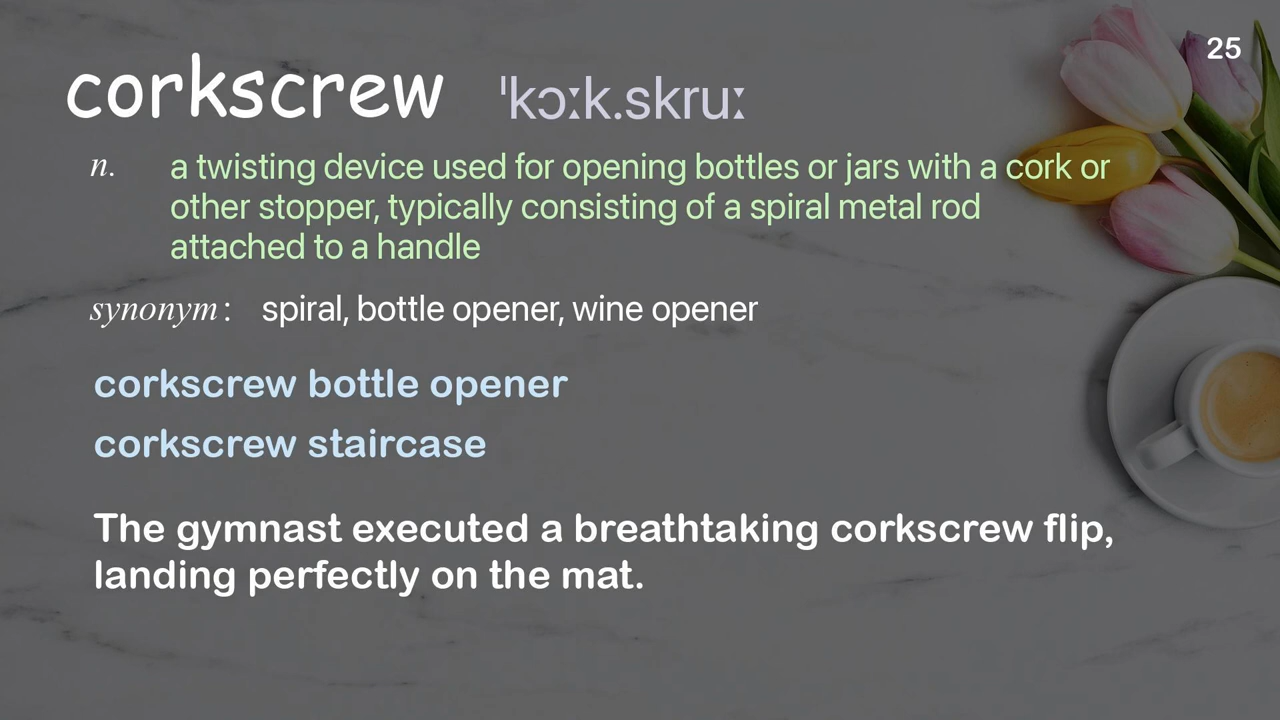 25
corkscrew ˈkɔːk.skruː
n. a twisting device used for opening bottles or jars with a cork or
other stopper, typically consisting of a spiral metal rod
attached to a handle
synonym: spiral, bottle opener, wine opener
corkscrew bottle opener
corkscrew staircase
The gymnast executed a breathtaking corkscrew flip,
landing perfectly on the mat.